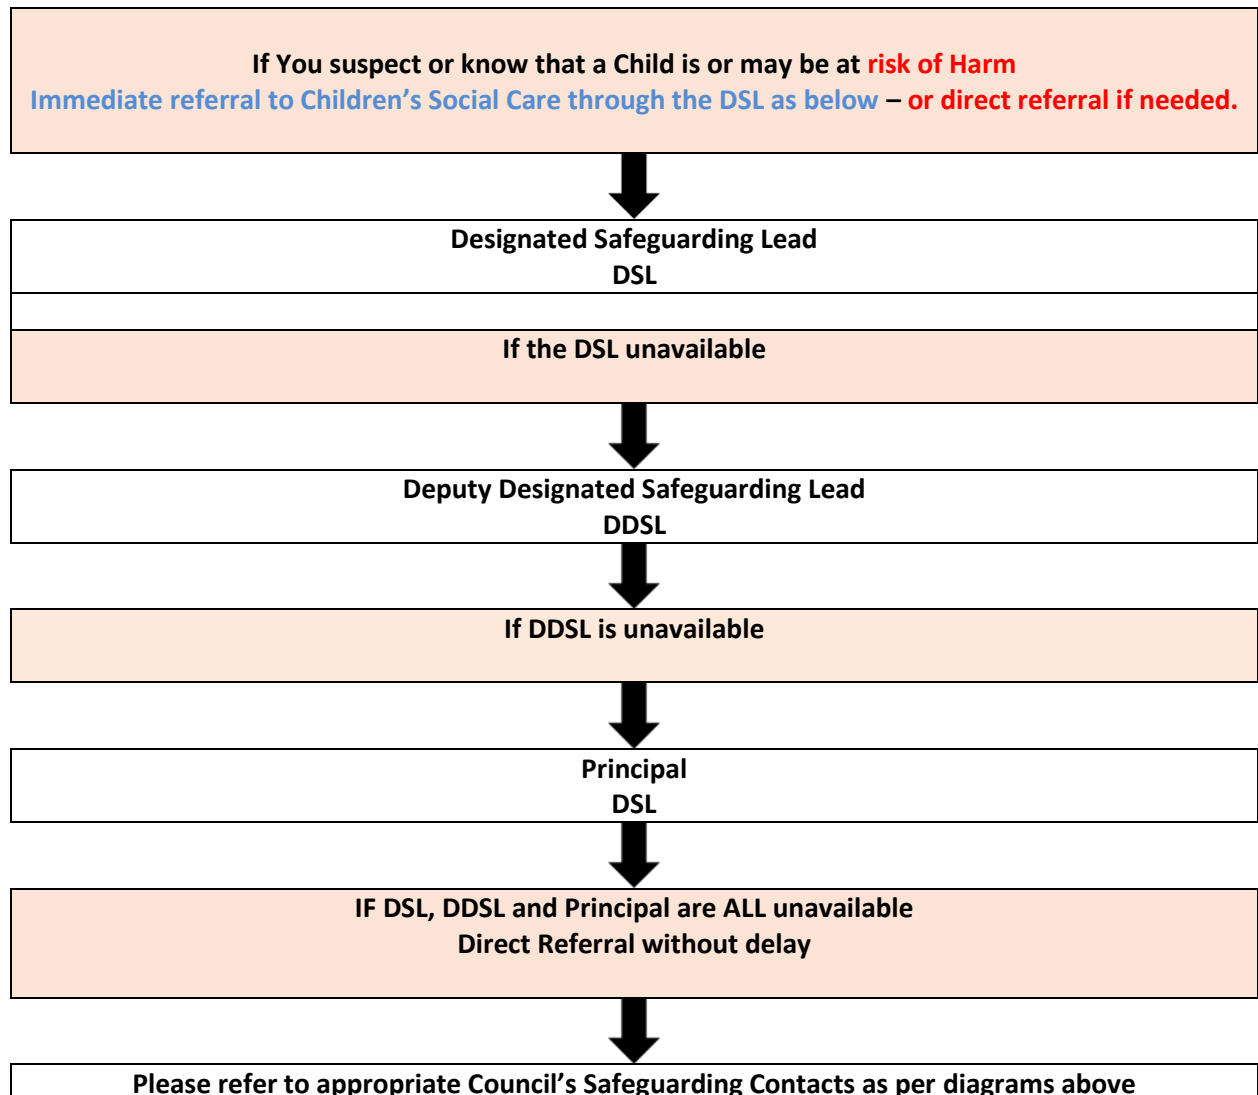 If You suspect or know that a Child is or may be at risk of Harm
Immediate referral to Children's Social Care through the DSL as below – or direct referral if needed.
Designated Safeguarding Lead
DSL
If the DSL unavailable
Deputy Designated Safeguarding Lead
DDSL
If DDSL is unavailable
Principal
DSL
IF DSL, DDSL and Principal are ALL unavailable
Direct Referral without delay
Please refer to appropriate Council's Safeguarding Contacts as per diagrams above